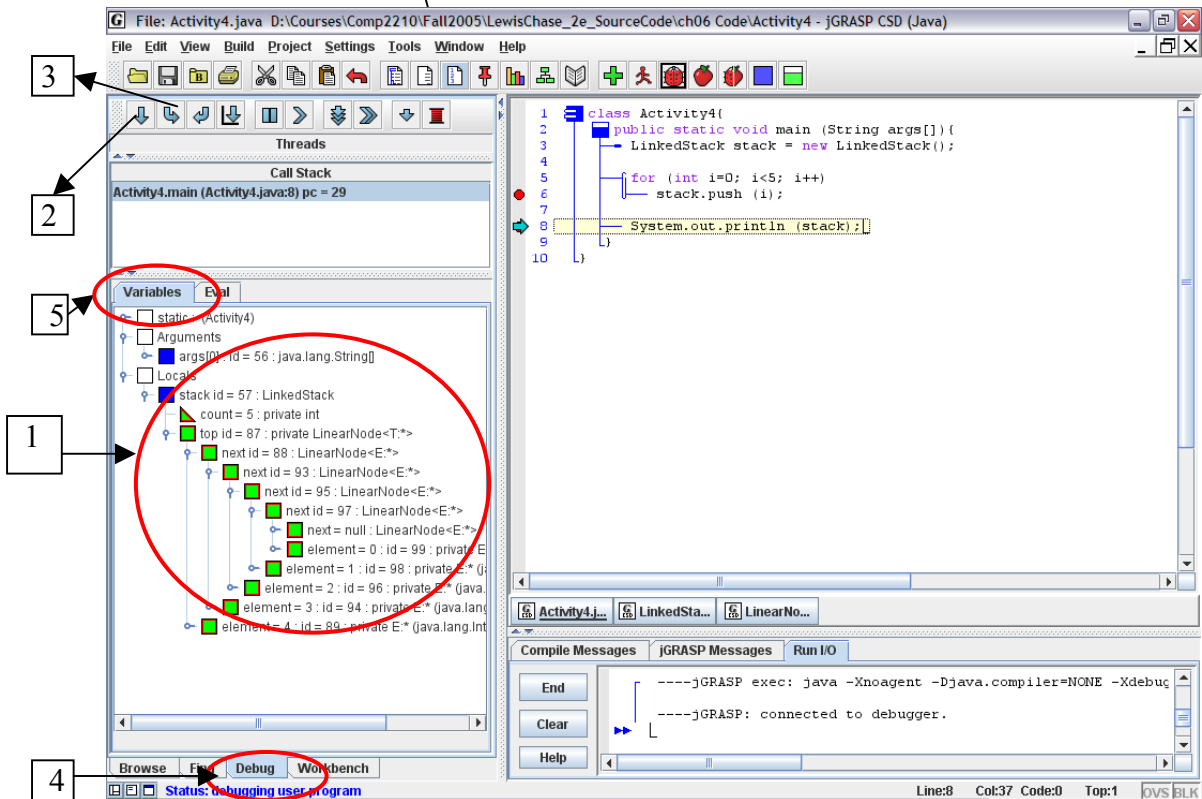 File: Activity4.java D:\Courses\Comp2210\Fall2005\LewisChase_2e_SourceCode\ch06 Code\Activity4 - jGRASP CSD (Java)
File Edit View Build Project Settings Tools Window Help
3
2
5
1
4
Threads
Call Stack
Activity4.main (Activity4.java:8) pc = 29
Variables Eval
static : (Activity4)
Arguments
args[0] : id = 56 : java.lang.String[]
Locals
stack id = 57 : LinkedStack
count = 5 : private int
top id = 87 : private LinearNode<T:*>
next id = 88 : LinearNode<E:*>
next id = 93 : LinearNode<E:*>
next id = 95 : LinearNode<E:*>
next id = 97 : LinearNode<E:*>
next = null : LinearNode<E:*>
element = 0 : id = 99 : private E
element = 1 : id = 98 : private E:* (ja
element = 2 : id = 96 : private E:* (java.
element = 3 : id = 94 : private E:* (java.lang
element = 4 : id = 89 : private E:* (java.lang.Int
Browse Find Debug Workbench
Status: debugging user program
1 class Activity4{
2 public static void main (String args[]){
3 LinkedStack stack = new LinkedStack();
4
5 for (int i=0; i<5; i++)
6 stack.push (i);
7
8 System.out.println (stack);
9 }
10 }
Activity4.j... LinkedSta... LinearNo...
Compile Messages jGRASP Messages Run I/O
End
Clear
Help
----jGRASP exec: java -Xnoagent -Djava.compiler=NONE -Xdebug
----jGRASP: connected to debugger.
Line:8 Col:37 Code:0 Top:1 OVS BLK